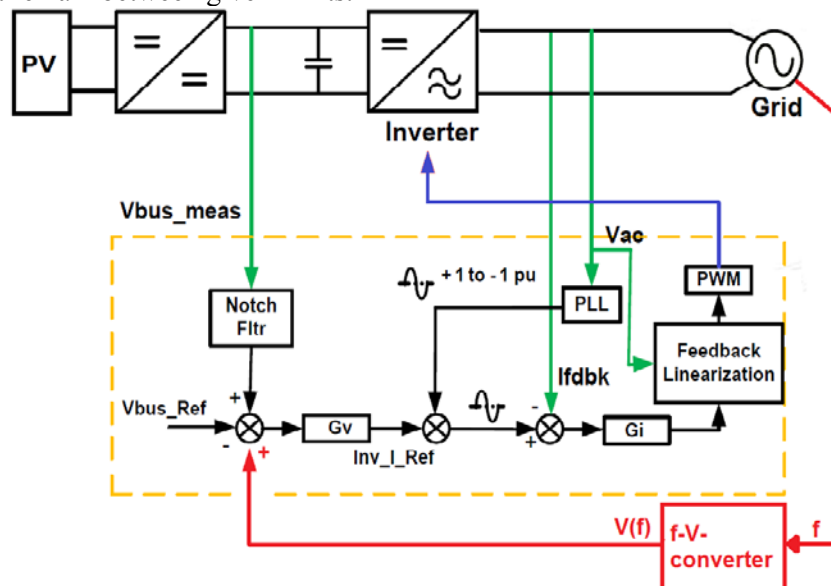 PV
Inverter
Grid
Vbus_meas
Vac
+ 1 to - 1 pu
PWM
PLL
Notch
Fltr
Feedback
Linearization
Ifdbk
Vbus_Ref
+
-
+
Gv
Inv_I_Ref
-
+
Gi
V(f)
f-V-
converter
f